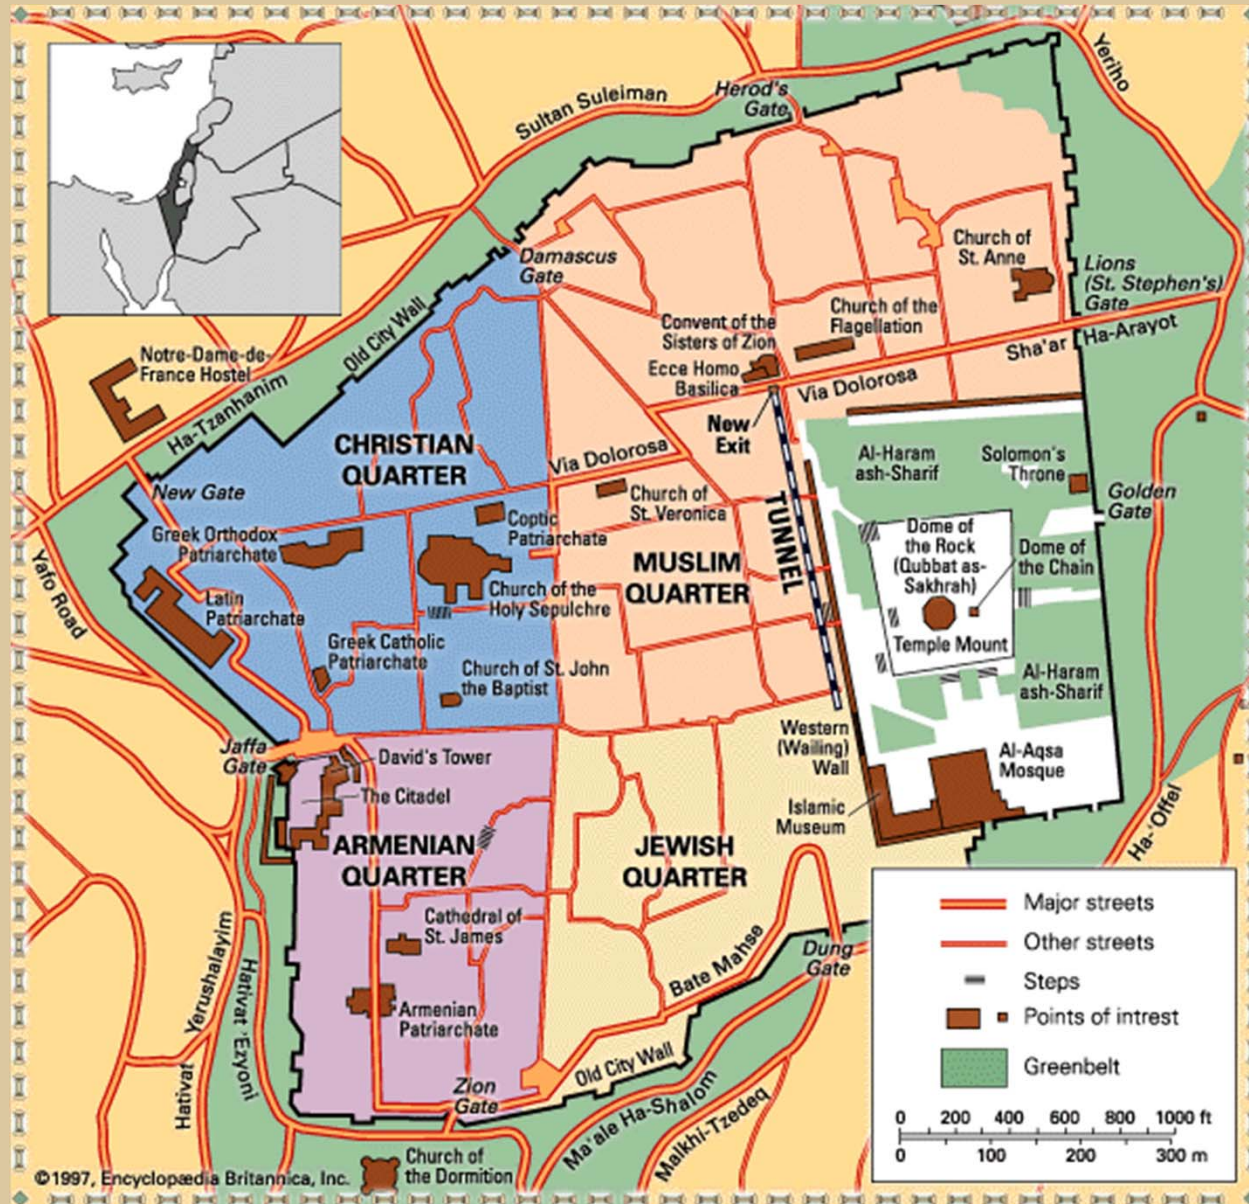 Yeriho
Herod's
Gate
Sultan Suleiman
Damascus
Gate
Church of
St. Anne
Lions
(St. Stephen's)
Gate
Church of the
Flagellation
Convent of the
Sisters of Zion
Ecce Homo
Basilica
Sha'ar Ha-Arayot
Via Dolorosa
New
Exit
Old City Wall
Notre-Dame-de-
France Hostel
Ha-Tzanhanim
CHRISTIAN
QUARTER
Via Dolorosa
Al-Haram
ash-Sharif
Solomon's
Throne
Golden
Gate
New Gate
Church of
St. Veronica
TUNNEL
Greek Orthodox
Patriarchate
Coptic
Patriarchate
Dome of
the Rock
(Qubbat as-
Sakhrah)
Dome of
the Chain
MUSLIM
QUARTER
Yafo Road
Latin
Patriarchate
Church of the
Holy Sepulchre
Temple Mount
Greek Catholic
Patriarchate
Church of St. John
the Baptist
Al-Haram
ash-Sharif
Jaffa
Gate
David's Tower
The Citadel
Western
(Wailing)
Wall
Al-Aqsa
Mosque
Islamic
Museum
ARMENIAN
QUARTER
JEWISH
QUARTER
Ha-'Offel
Cathedral of
St. James
Bate Mahse
Dung
Gate
Armenian
Patriarchate
Hativat Yerushalayim
Hativat 'Ezyoni
Zion
Gate
Old City Wall
Ma'ale Ha-Shalom
Malkhi-Tzedeq
Church of
the Dormition
©1997, Encyclopædia Britannica, Inc.
Major streets
Other streets
Steps
Points of intrest
Greenbelt
0 200 400 600 800 1000 ft
0 100 200 300 m